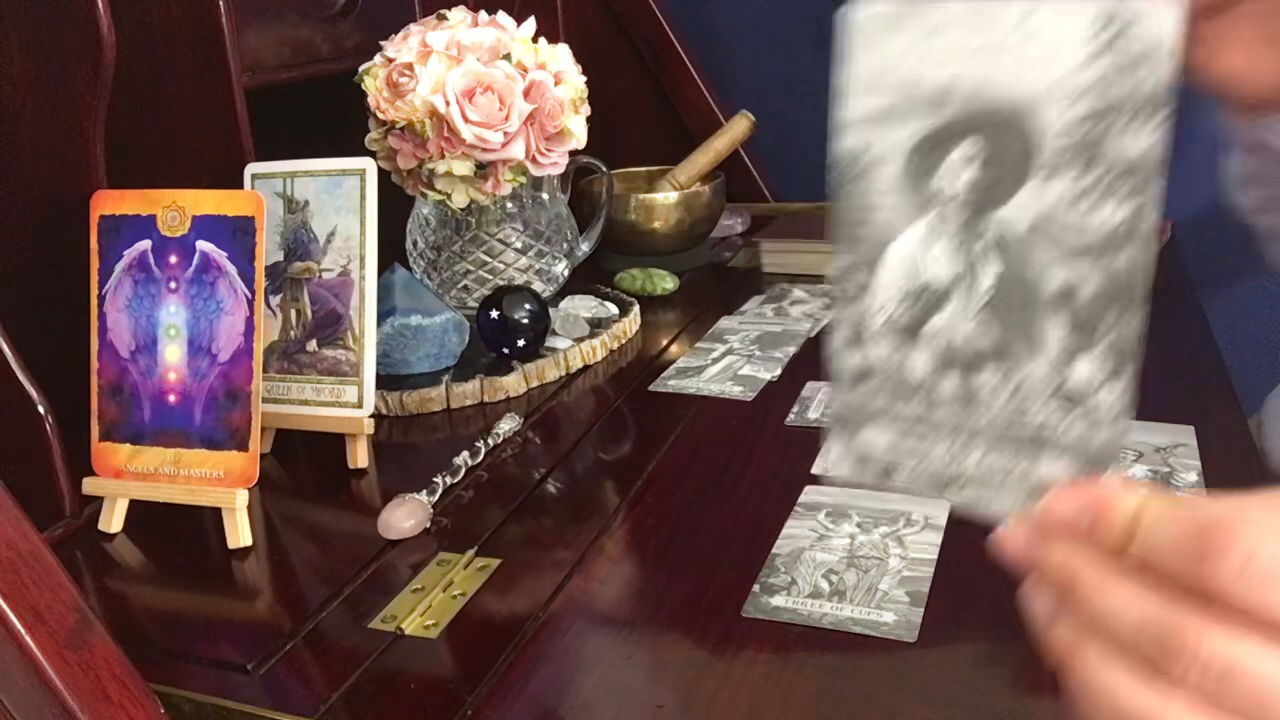 ANGELS AND MASTERS
QUEEN OF SWORDS
THREE OF CUPS